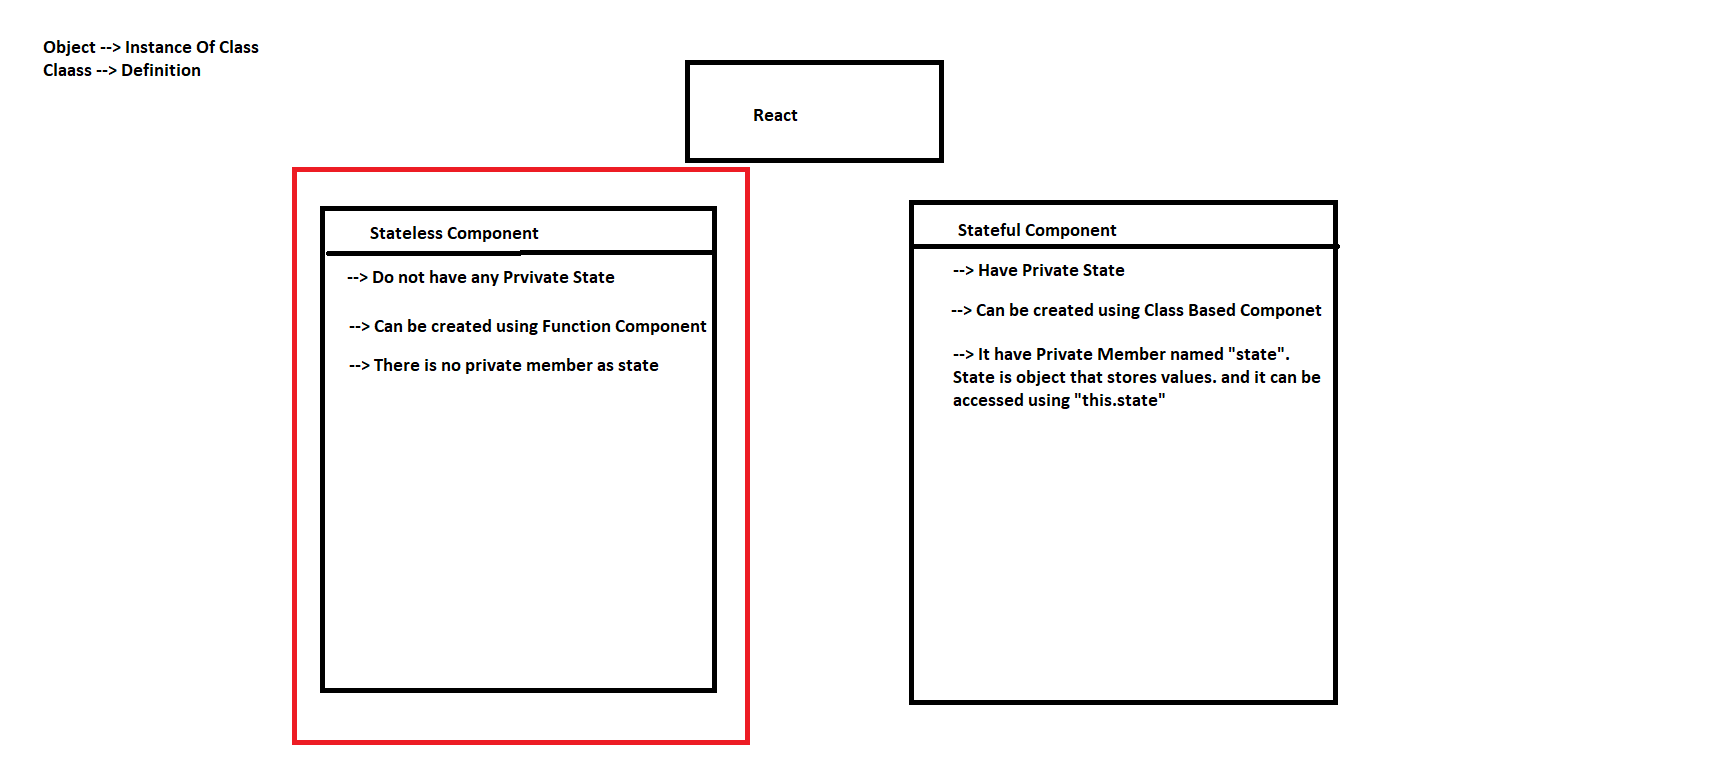 Object --> Instance Of Class
Claass --> Definition
React
Stateless Component
--> Do not have any Prvivate State
--> Can be created using Function Component
--> There is no private member as state
Stateful Component
--> Have Private State
--> Can be created using Class Based Componet
--> It have Private Member named "state".
State is object that stores values. and it can be
accessed using "this.state"